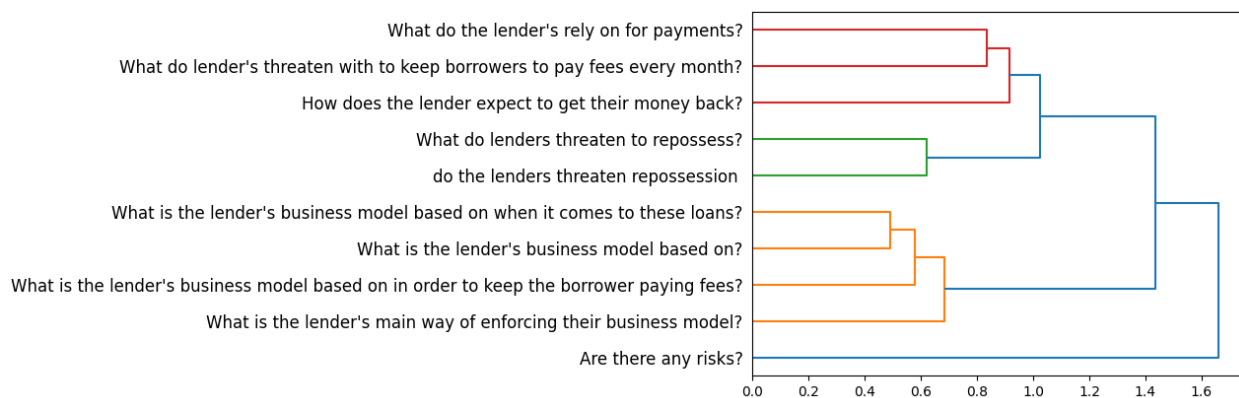 What do the lender's rely on for payments?
What do lender's threaten with to keep borrowers to pay fees every month?
How does the lender expect to get their money back?
What do lenders threaten to repossess?
do the lenders threaten repossession
What is the lender's business model based on when it comes to these loans?
What is the lender's business model based on?
What is the lender's business model based on in order to keep the borrower paying fees?
What is the lender's main way of enforcing their business model?
Are there any risks?
0.0 0.2 0.4 0.6 0.8 1.0 1.2 1.4 1.6